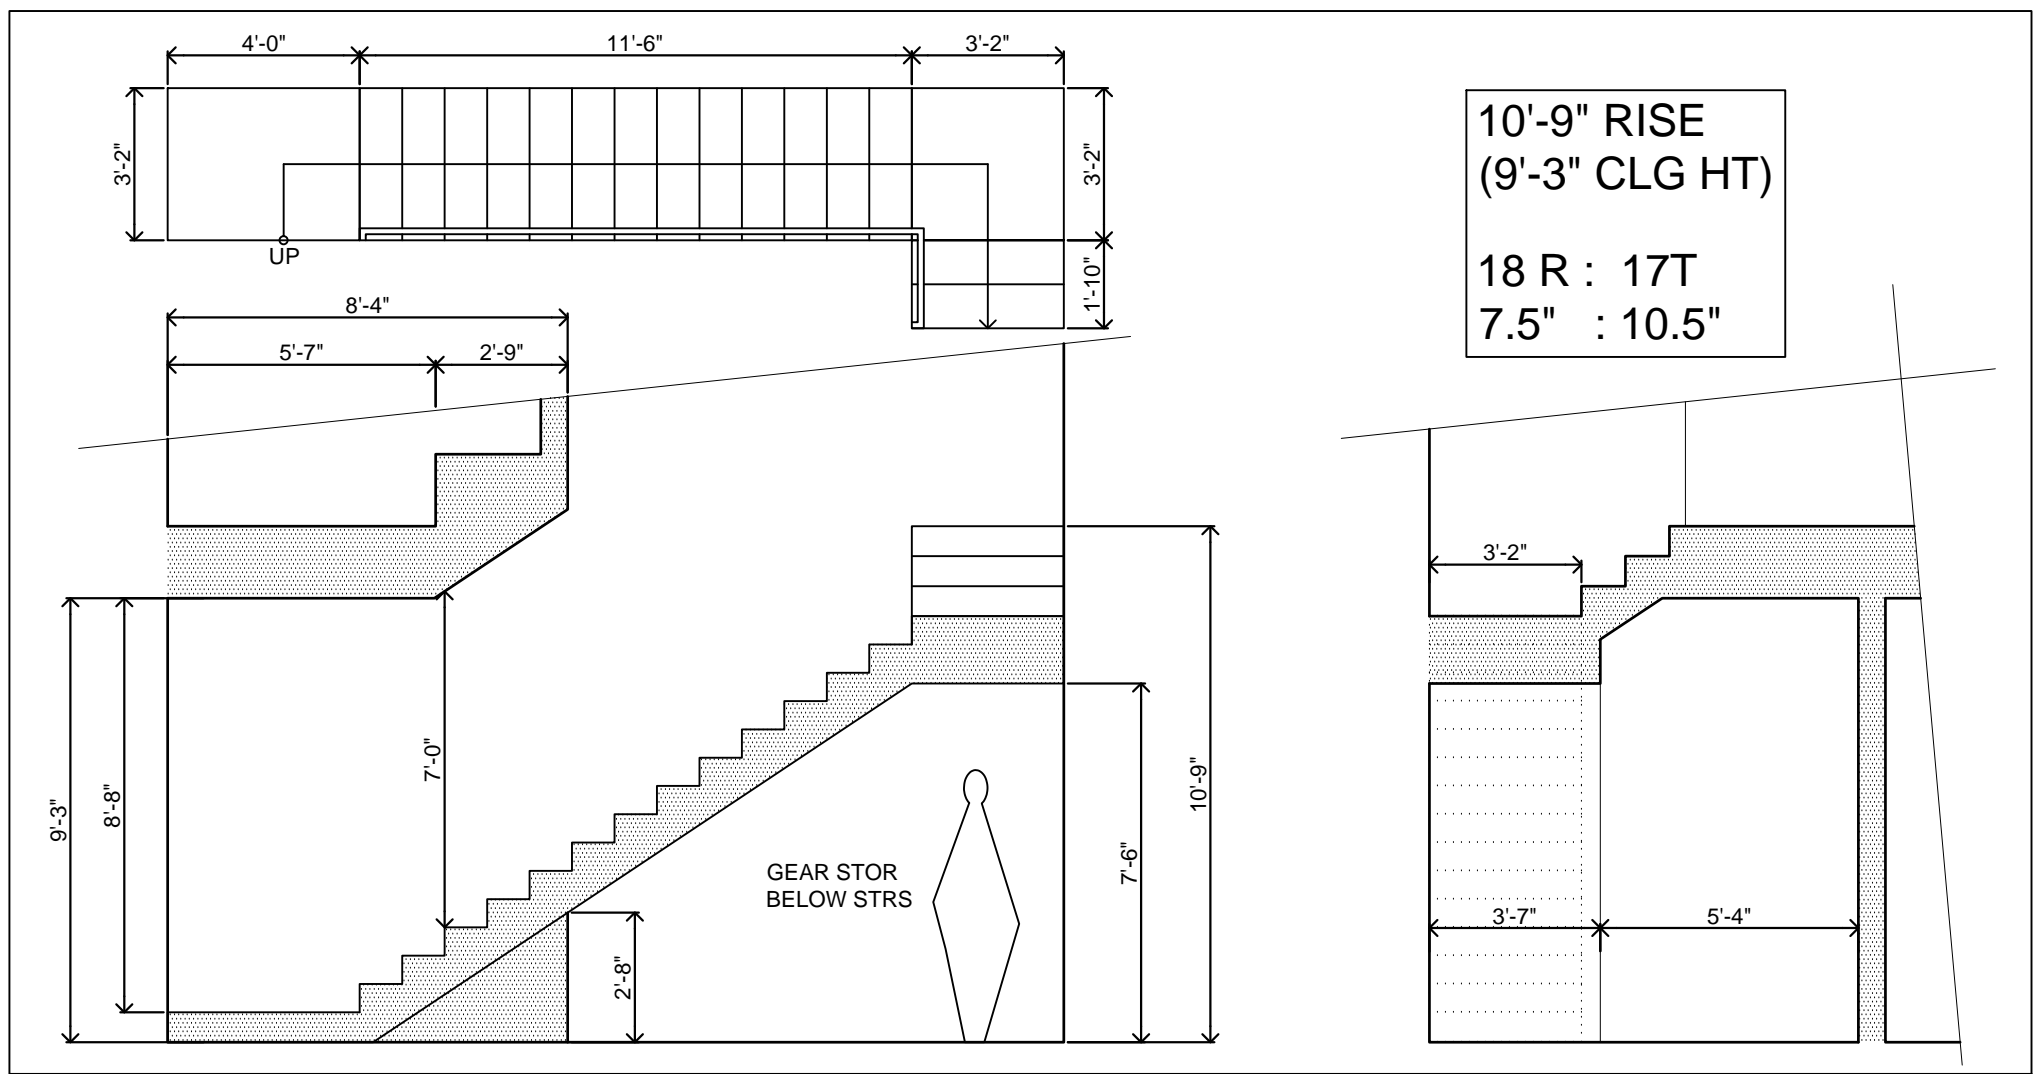 4'-0"
11'-6"
3'-2"
3'-2"
3'-2"
UP
1'-10"
8'-4"
5'-7"
2'-9"
10'-9" RISE
(9'-3" CLG HT)
18 R : 17T
7.5" : 10.5"
9'-3"
8'-8"
7'-0"
2'-8"
GEAR STOR
BELOW STRS
7'-6"
10'-9"
3'-2"
3'-7"
5'-4"